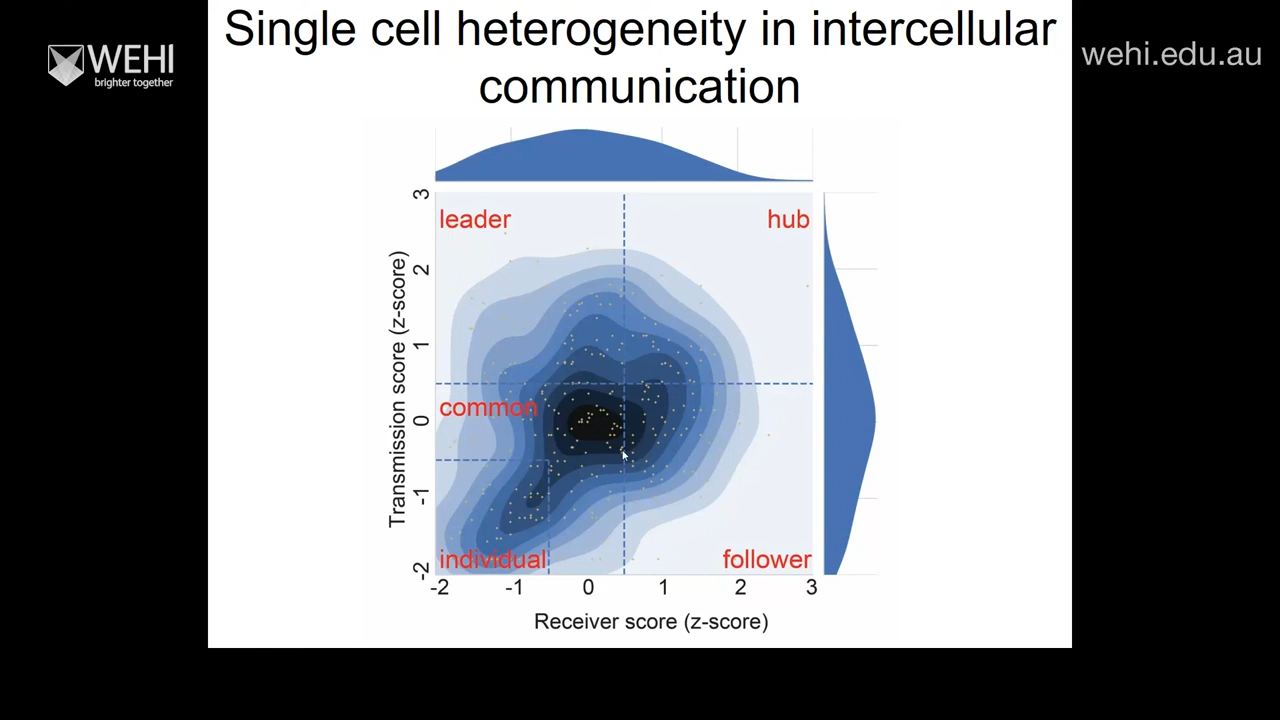 WEHI
brighter together
Single cell heterogeneity in intercellular
communication
wehi.edu.au
leader
hub
common
individual
follower
Transmission score (z-score)
3
2
1
0
-1
-2
-2 -1 0 1 2 3
Receiver score (z-score)